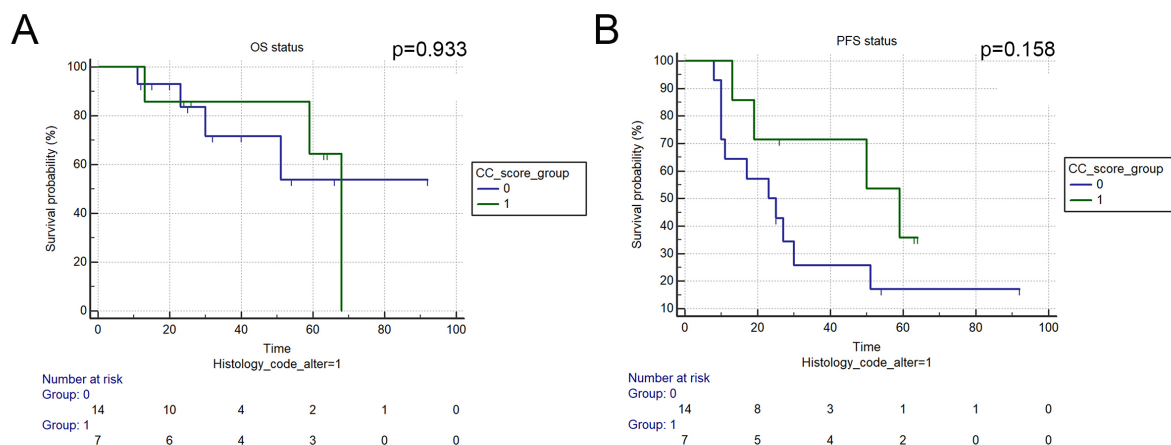 A
OS status
p=0.933
Survival probability (%)
100
80
60
40
20
0
0 20 40 60 80 100
Time
Histology_code_alter=1
CC_score_group
0
1
Number at risk
Group: 0
14 10 4 2 1 0
Group: 1
7 6 4 3 0 0
B
PFS status
p=0.158
Survival probability (%)
100
90
80
70
60
50
40
30
20
10
0 20 40 60 80 100
Time
Histology_code_alter=1
CC_score_group
0
1
Number at risk
Group: 0
14 8 3 1 1 0
Group: 1
7 5 4 2 0 0